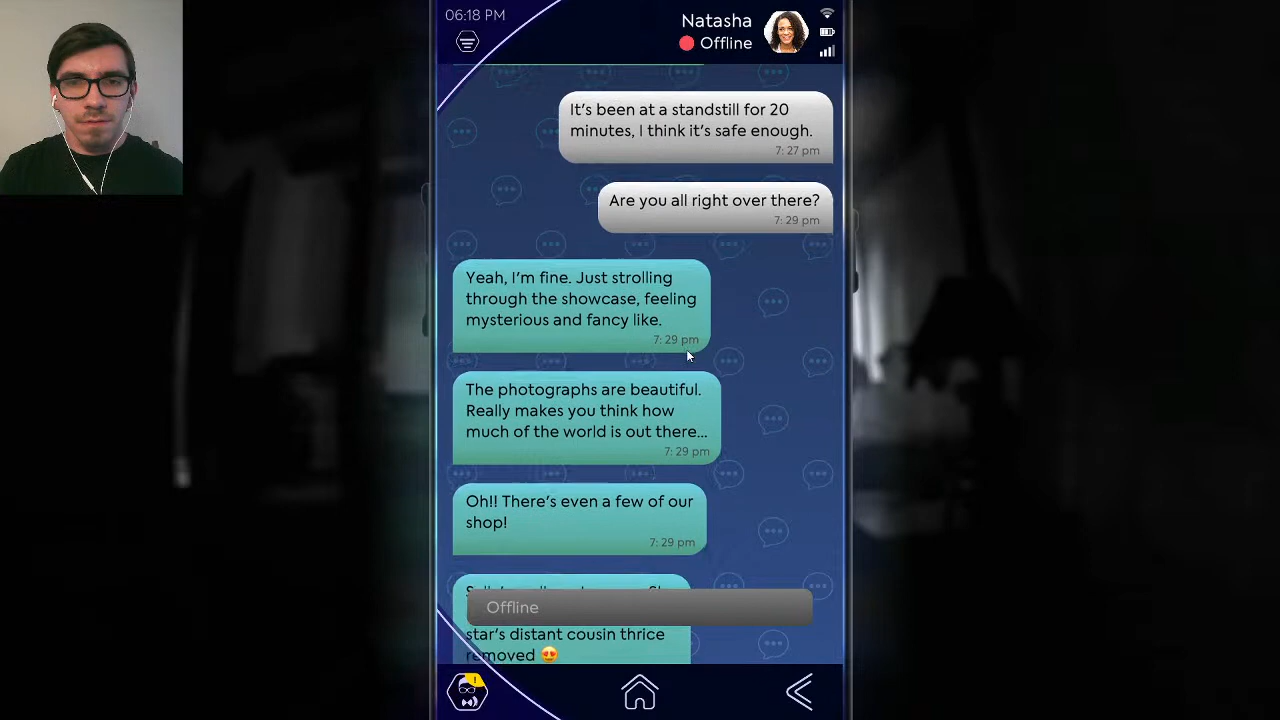 06:18 PM
Natasha
Offline
It's been at a standstill for 20
minutes, I think it's safe enough.
7: 27 pm
Are you all right over there?
7: 29 pm
Yeah, I'm fine. Just strolling
through the showcase, feeling
mysterious and fancy like.
7: 29 pm
The photographs are beautiful.
Really makes you think how
much of the world is out there...
7: 29 pm
Oh!! There's even a few of our
shop!
7: 29 pm
Offline
star's distant cousin thrice
removed 😍